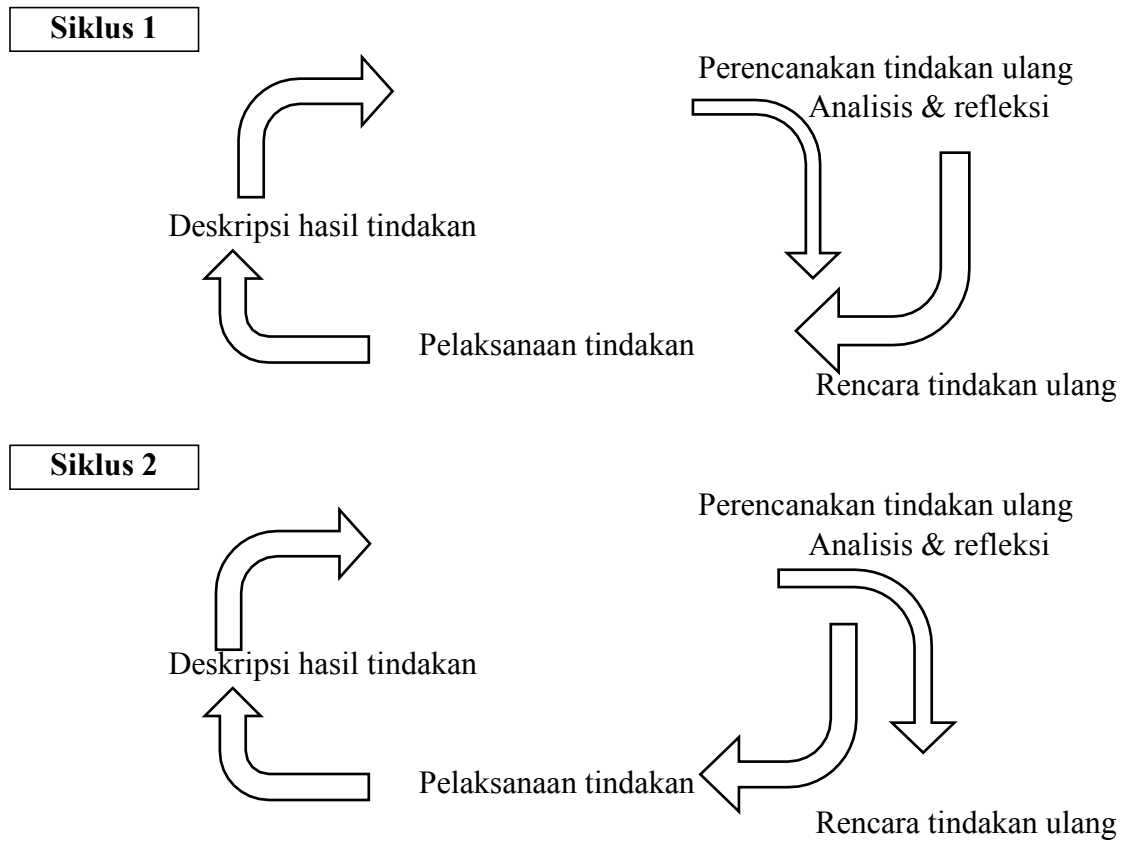 Siklus 1
Perencanakan tindakan ulang
Analisis & refleksi
Deskripsi hasil tindakan
Pelaksanaan tindakan
Rencara tindakan ulang
Siklus 2
Perencanakan tindakan ulang
Analisis & refleksi
Deskripsi hasil tindakan
Pelaksanaan tindakan
Rencara tindakan ulang